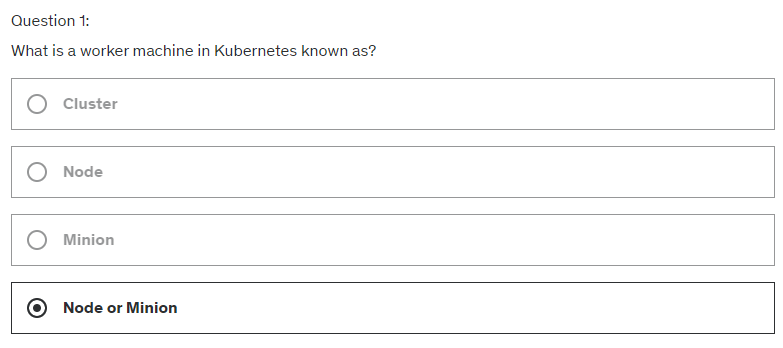 Question 1:
What is a worker machine in Kubernetes known as?
Cluster
Node
Minion
Node or Minion